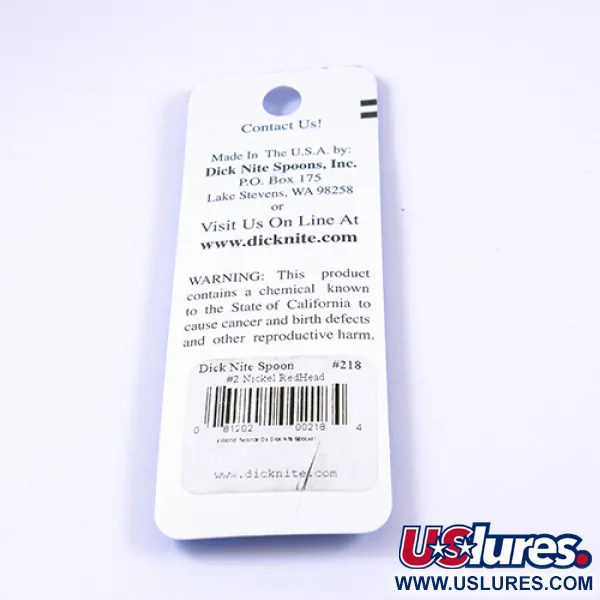 Contact Us!
Made In The U.S.A. by:
Dick Nite Spoons, Inc.
P.O. Box 175
Lake Stevens, WA 98258
or
Visit Us On Line At
www.dicknite.com
WARNING: This product
contains a chemical known
to the State of California to
cause cancer and birth defects
and other reproductive harm.
Dick Nite Spoon #218
#2 Nickel RedHead
0 81202 00218 4
www.dicknite.com
USlures.
WWW.USLURES.COM